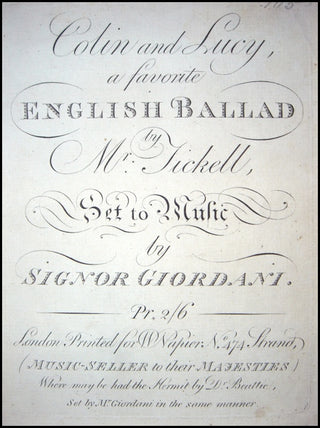 Colin and Lucy,
a favorite
ENGLISH BALLAD
by
Mr. Tickell,
Set to Music
by
SIGNOR GIORDANI.
Pr. 2/6
London Printed for W. Napier No. 474 Strand,
(MUSIC-SELLER to their MAJESTIES)
Where may be had the Hermit by Dr. Beattie,
Set by Mr. Giordani in the same manner